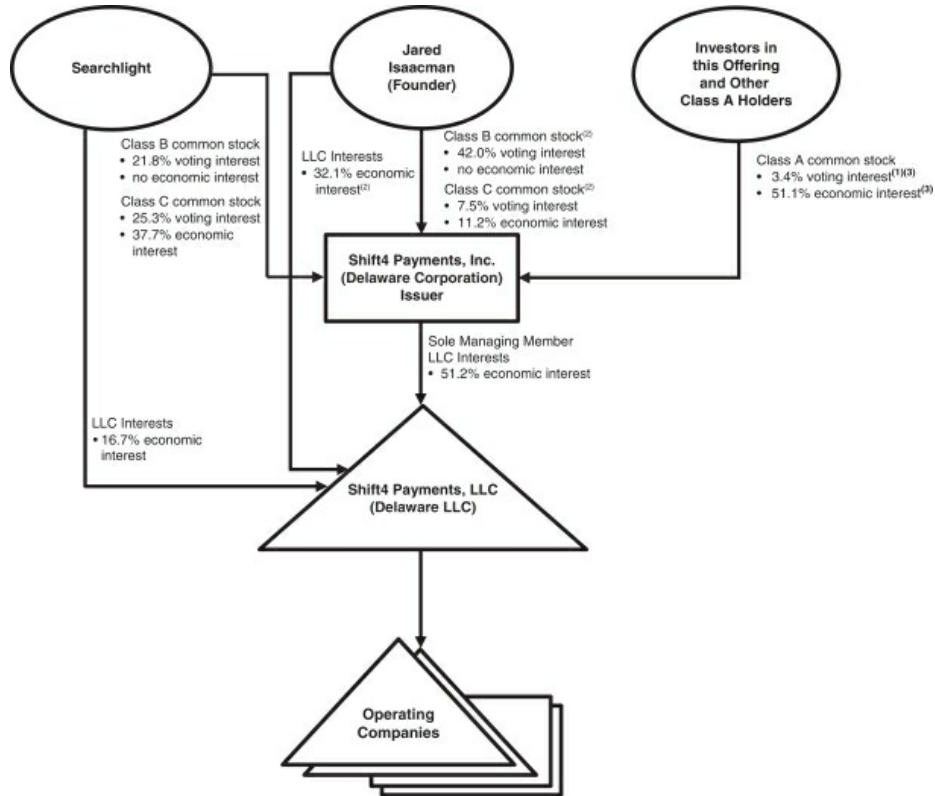 Searchlight
Jared
Isaacman
(Founder)
Investors in
this Offering
and Other
Class A Holders
Class B common stock
• 21.8% voting interest
• no economic interest
Class C common stock
• 25.3% voting interest
• 37.7% economic
interest
LLC Interests
• 32.1% economic
interest(2)
Class B common stock(2)
• 42.0% voting interest
• no economic interest
Class C common stock(2)
• 7.5% voting interest
• 11.2% economic interest
Class A common stock
• 3.4% voting interest(1)(3)
• 51.1% economic interest(3)
Shift4 Payments, Inc.
(Delaware Corporation)
Issuer
Sole Managing Member
LLC Interests
• 51.2% economic interest
LLC Interests
• 16.7% economic
interest
Shift4 Payments, LLC
(Delaware LLC)
Operating
Companies